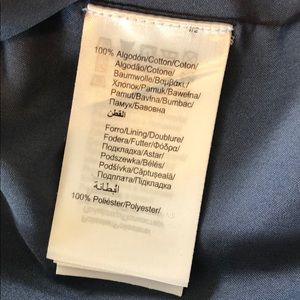 100% Algodón/Cotton/Coton/
Algodão/Cotone/
Baumwolle/Βαμβάκι/
Хлопок/Pamuk/Bawełna/
Pamut/Bavlna/Bumbac/
Памук/Бавовна
القطن
Forro/Lining/Doublure/
Fodera/Futter/Φόδρα/
Подкладка/Astar/
Podszewka/Bélés/
Podšívka/Căptușeală/
Подплата/Підкладка
البطانة
100% Poliéster/Polyester/